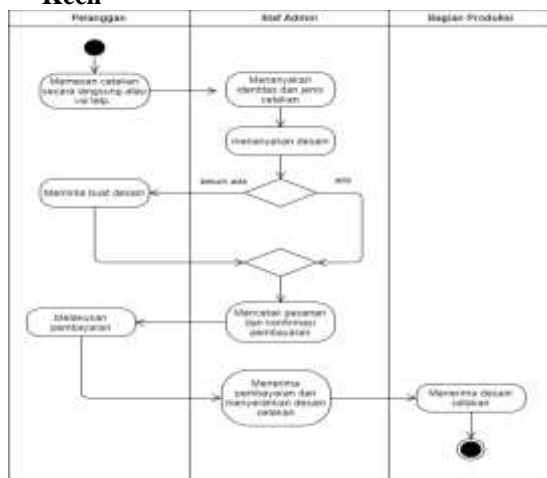 Kecil
Pelanggan
Staf Admin
Bagian Produksi
Memesan cetakan
secara langsung atau
via telp.
Menanyakan
identitas dan jenis
cetakan
menanyakan desain
belum ada
ada
Meminta buat desain
Mencetak pesanan
dan konfirmasi
pembayaran
Melakukan
pembayaran
Menerima
pembayaran dan
menyerahkan desain
cetakan
Menerima desain
cetakan